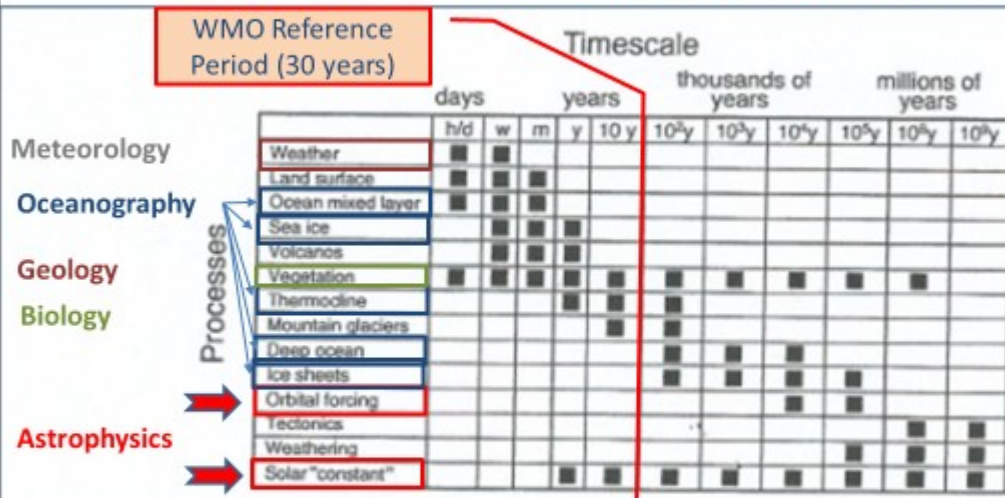 WMO Reference
Period (30 years)
Timescale
days
years
thousands of
years
millions of
years
h/d w m y 10 y 10²y 10³y 10⁴y 10⁵y 10⁶y 10⁹y
Meteorology
Oceanography
Geology
Biology
Astrophysics
Processes
Weather
Land surface
Ocean mixed layer
Sea ice
Volcanos
Vegetation
Thermocline
Mountain glaciers
Deep ocean
Ice sheets
Orbital forcing
Tectonics
Weathering
Solar "constant"